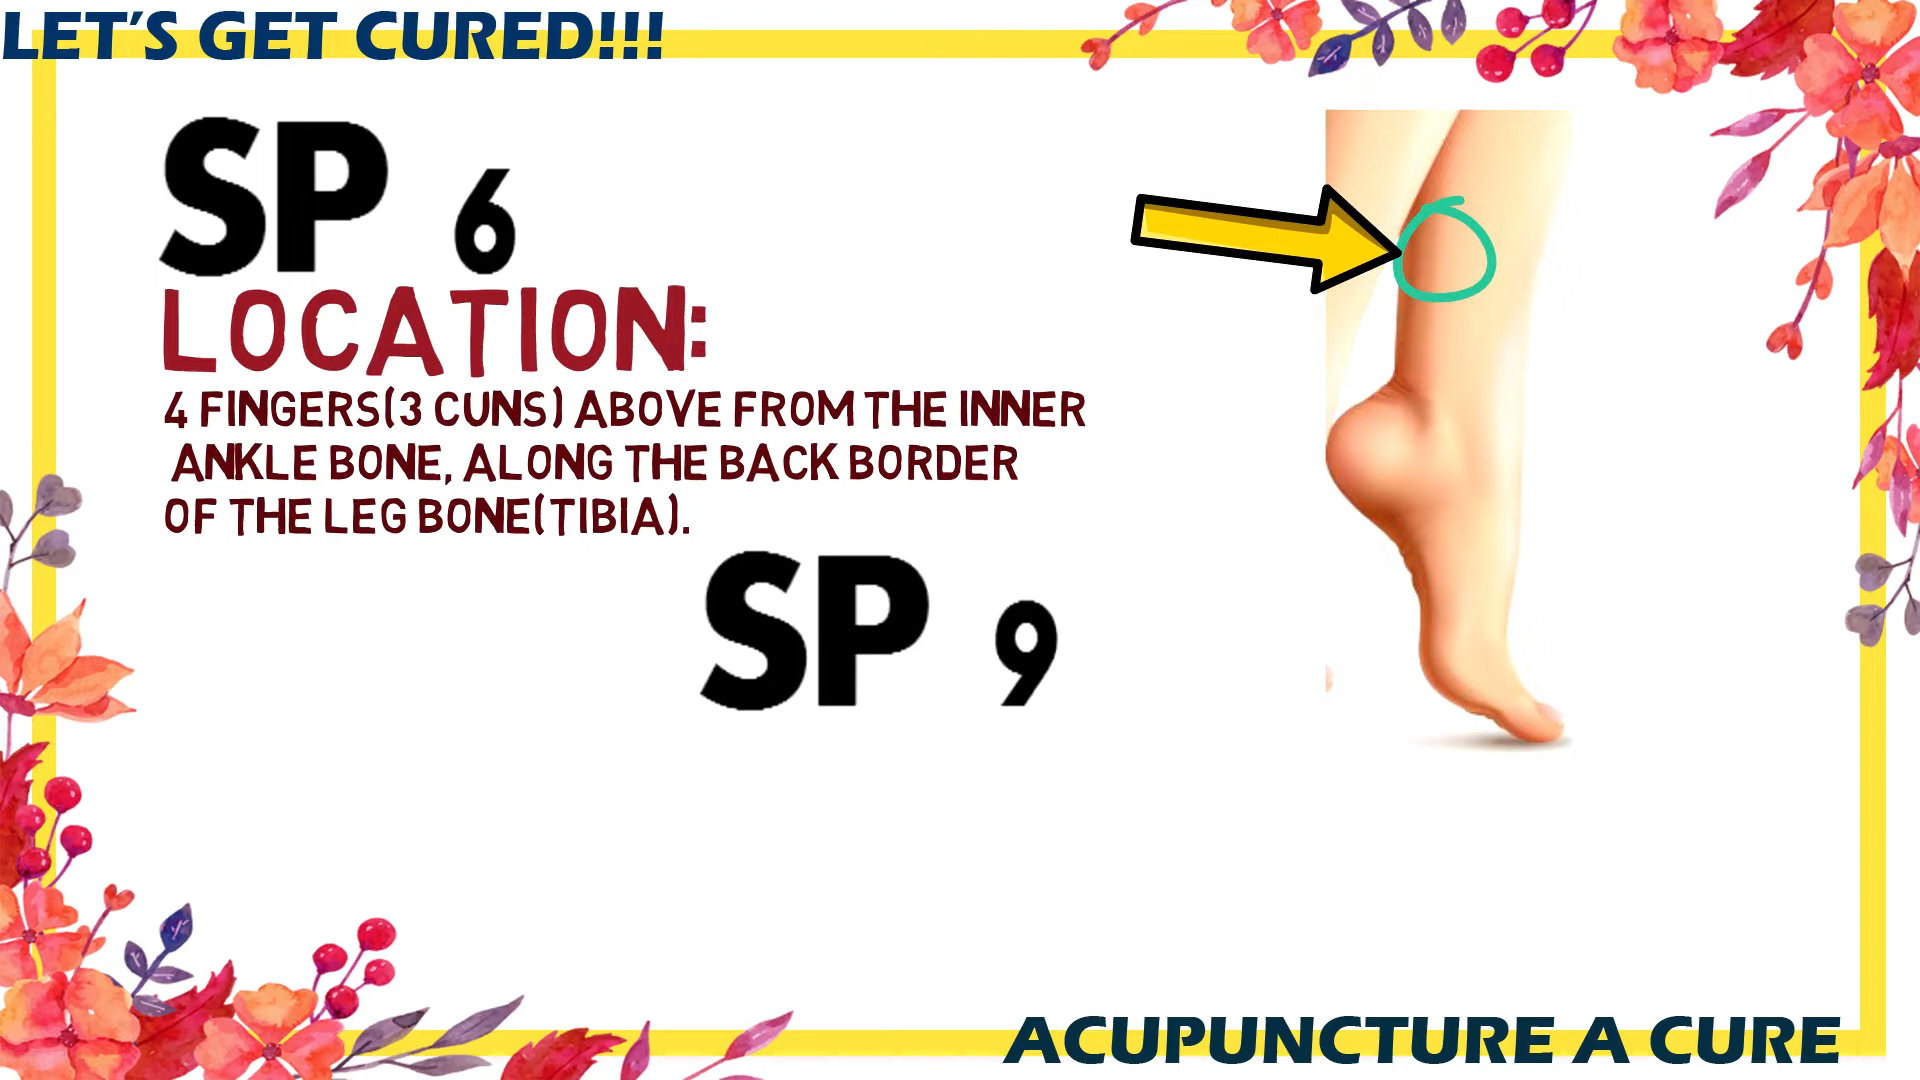 LET'S GET CURED!!!
SP 6
LOCATION:
4 FINGERS(3 CUNS) ABOVE FROM THE INNER
ANKLE BONE, ALONG THE BACK BORDER
OF THE LEG BONE(TIBIA).
SP 9
ACUPUNCTURE A CURE